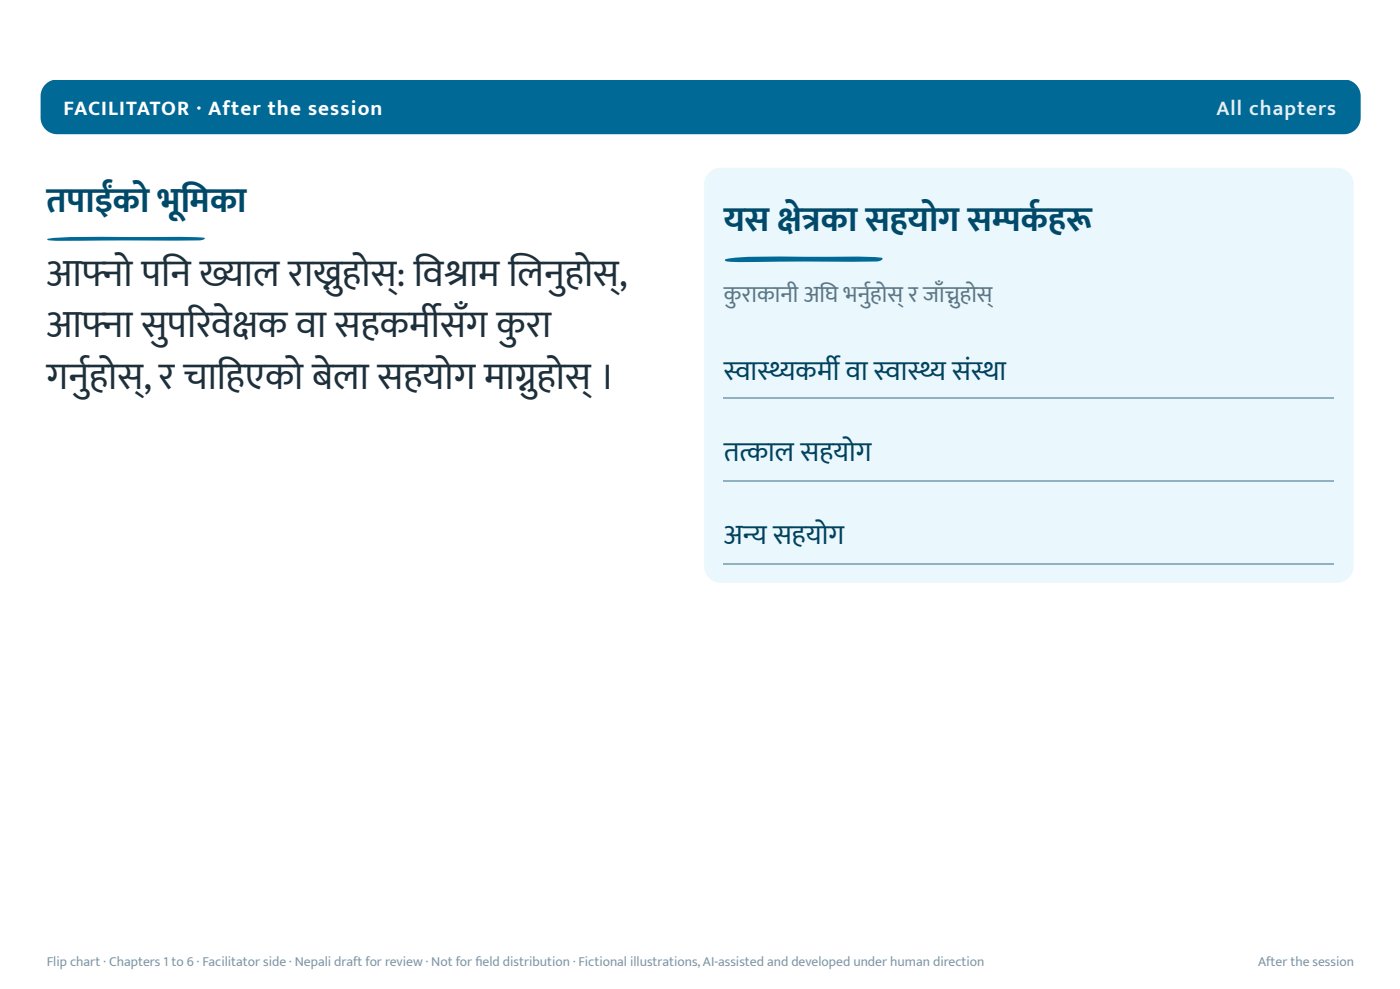 FACILITATOR · After the session
All chapters
तपाईंको भूमिका
आफ्नो पनि ख्याल राख्नुहोस्: विश्राम लिनुहोस्,
आफ्ना सुपरिवेक्षक वा सहकर्मीसँग कुरा
गर्नुहोस्, र चाहिएको बेला सहयोग माग्नुहोस् ।
यस क्षेत्रका सहयोग सम्पर्कहरू
कुराकानी अघि भर्नुहोस् र जाँच्नुहोस्
स्वास्थ्यकर्मी वा स्वास्थ्य संस्था
तत्काल सहयोग
अन्य सहयोग
Flip chart · Chapters 1 to 6 · Facilitator side · Nepali draft for review · Not for field distribution · Fictional illustrations, AI-assisted and developed under human direction
After the session